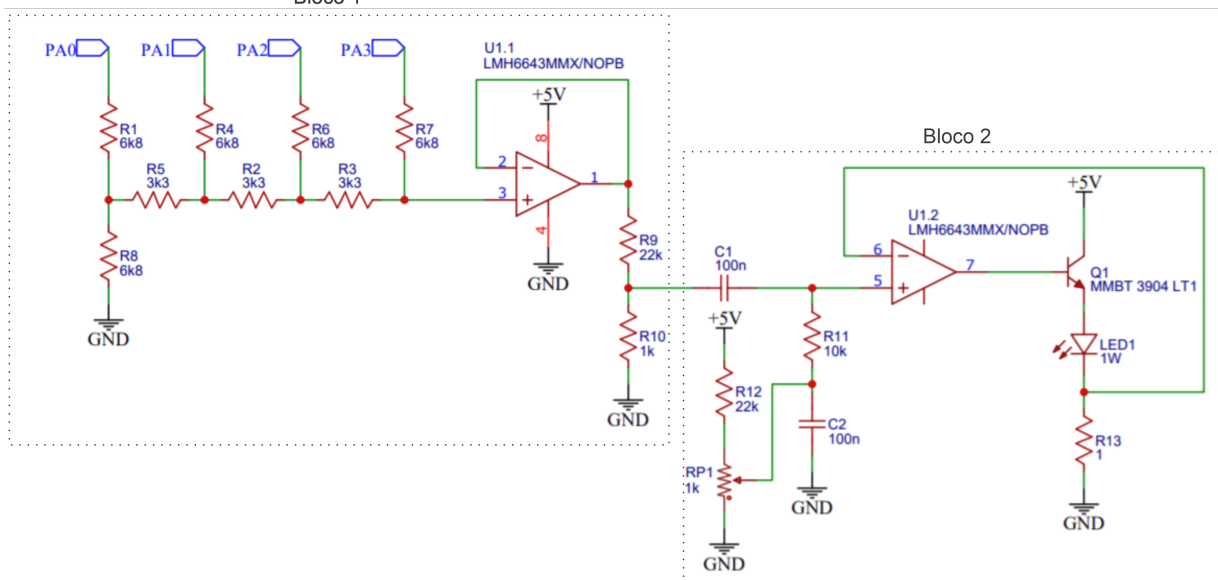 Bloco 1
PA0
PA1
PA2
PA3
U1.1
LMH6643MMX/NOPB
+5V
8
R1
6k8
R4
6k8
R6
6k8
R7
6k8
R5
3k3
R2
3k3
R3
3k3
2
3
1
4
GND
R8
6k8
GND
R9
22k
R10
1k
GND
Bloco 2
C1
100n
+5V
R12
22k
RP1
1k
GND
R11
10k
C2
100n
GND
U1.2
LMH6643MMX/NOPB
6
5
7
+5V
Q1
MMBT 3904 LT1
LED1
1W
R13
1
GND